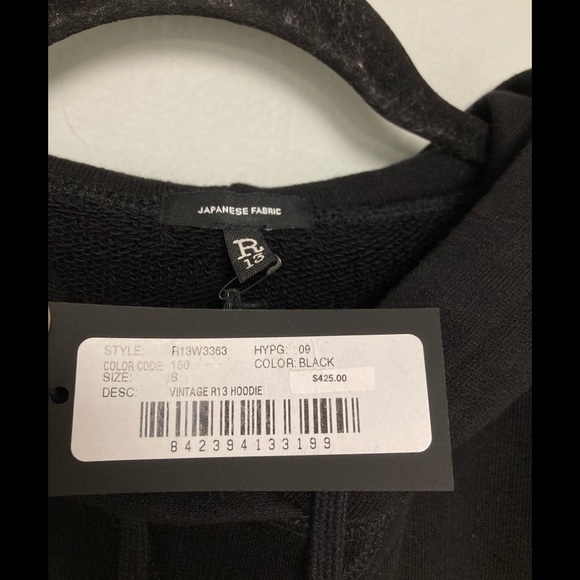 JAPANESE FABRIC
R
13
STYLE: R13W3363 HYPG: 09
COLOR CODE: 150 COLOR: BLACK
SIZE: S $425.00
DESC: VINTAGE R13 HOODIE
842394133199